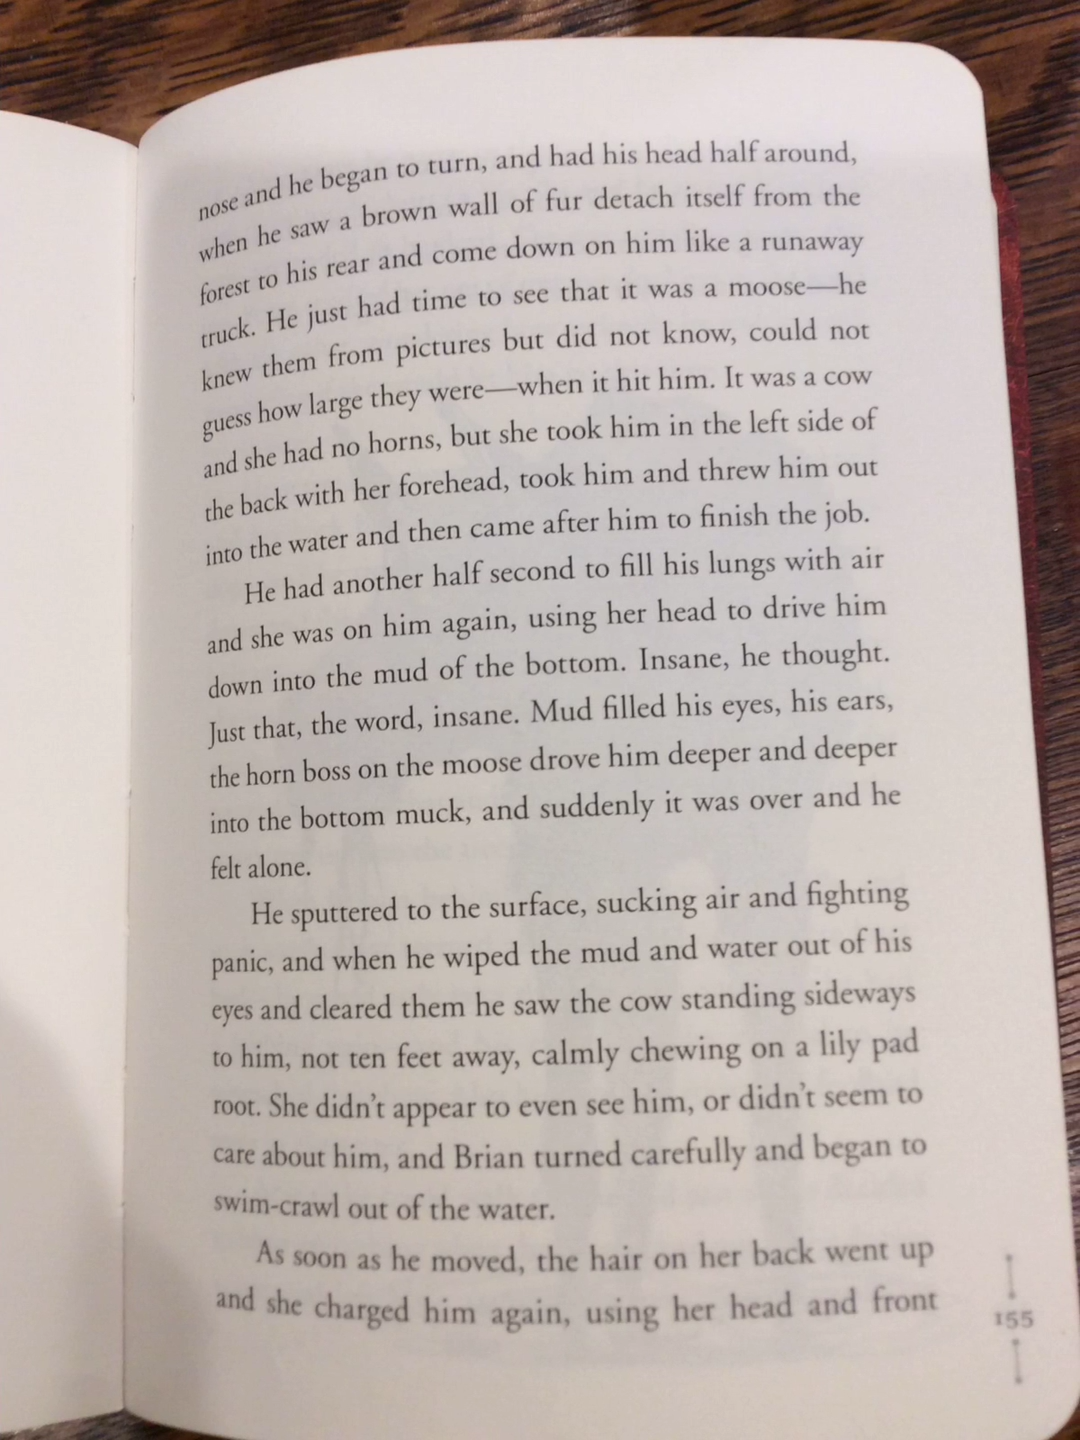 nose and he began to turn, and had his head half around,
when he saw a brown wall of fur detach itself from the
forest to his rear and come down on him like a runaway
truck. He just had time to see that it was a moose—he
knew them from pictures but did not know, could not
guess how large they were—when it hit him. It was a cow
and she had no horns, but she took him in the left side of
the back with her forehead, took him and threw him out
into the water and then came after him to finish the job.
He had another half second to fill his lungs with air
and she was on him again, using her head to drive him
down into the mud of the bottom. Insane, he thought.
Just that, the word, insane. Mud filled his eyes, his ears,
the horn boss on the moose drove him deeper and deeper
into the bottom muck, and suddenly it was over and he
felt alone.
He sputtered to the surface, sucking air and fighting
panic, and when he wiped the mud and water out of his
eyes and cleared them he saw the cow standing sideways
to him, not ten feet away, calmly chewing on a lily pad
root. She didn't appear to even see him, or didn't seem to
care about him, and Brian turned carefully and began to
swim-crawl out of the water.
As soon as he moved, the hair on her back went up
and she charged him again, using her head and front
155